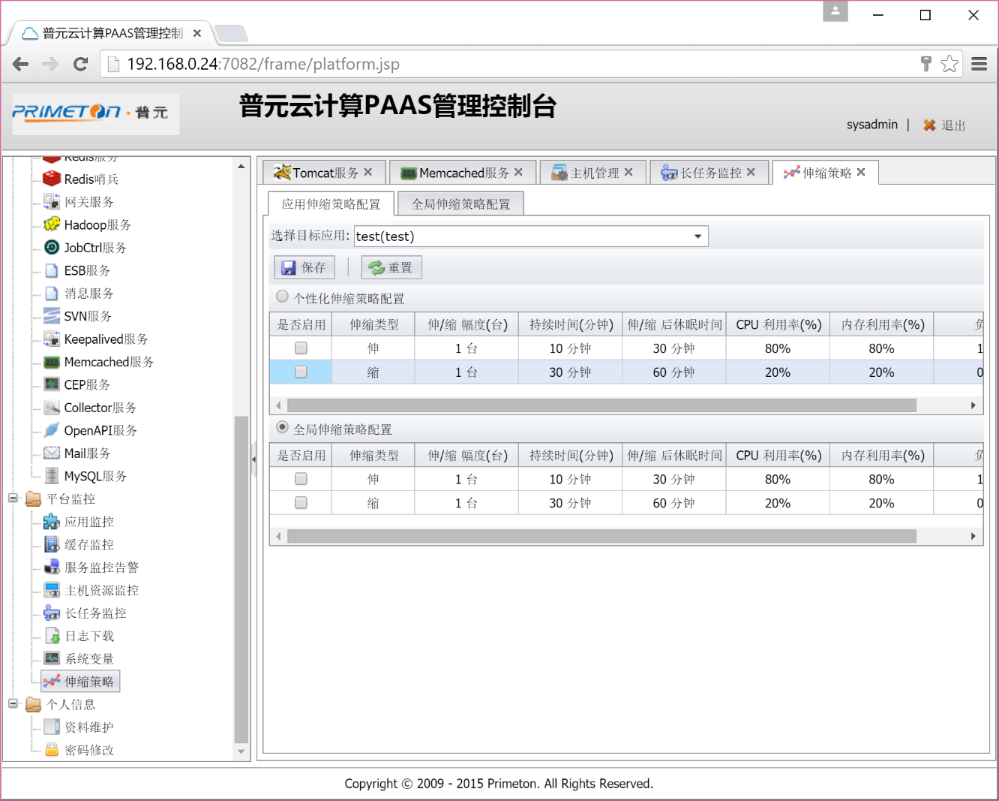 普元云计算PAAS管理控制
192.168.0.24:7082/frame/platform.jsp
PRIMETON · 普元
普元云计算PAAS管理控制台
sysadmin | 退出
Redis服务
Redis哨兵
网关服务
Hadoop服务
JobCtrl服务
ESB服务
消息服务
SVN服务
Keepalived服务
Memcached服务
CEP服务
Collector服务
OpenAPI服务
Mail服务
MySQL服务
平台监控
应用监控
缓存监控
服务监控告警
主机资源监控
长任务监控
日志下载
系统变量
伸缩策略
个人信息
资料维护
密码修改
Tomcat服务 Memcached服务 主机管理 长任务监控 伸缩策略
应用伸缩策略配置 全局伸缩策略配置
选择目标应用: test(test)
保存 重置
个性化伸缩策略配置
是否启用 伸缩类型 伸/缩 幅度(台) 持续时间(分钟) 伸/缩 后休眠时间 CPU 利用率(%) 内存利用率(%)
伸 1 台 10 分钟 30 分钟 80% 80% 1
缩 1 台 30 分钟 60 分钟 20% 20% 0
全局伸缩策略配置
是否启用 伸缩类型 伸/缩 幅度(台) 持续时间(分钟) 伸/缩 后休眠时间 CPU 利用率(%) 内存利用率(%)
伸 1 台 10 分钟 30 分钟 80% 80% 1
缩 1 台 30 分钟 60 分钟 20% 20% 0
Copyright © 2009 - 2015 Primeton. All Rights Reserved.